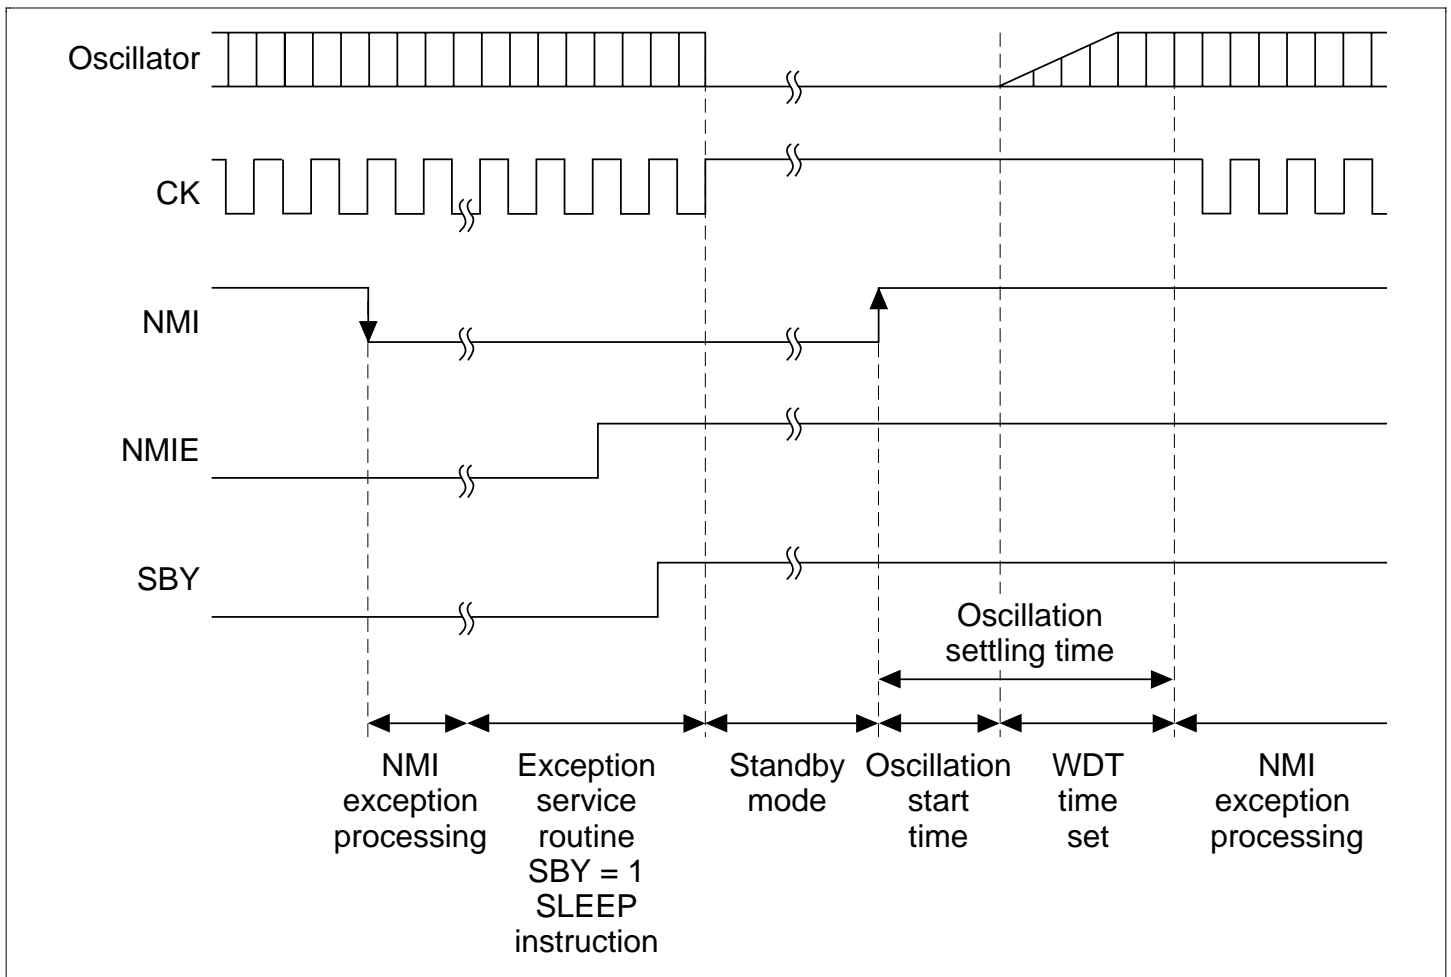 Oscillator
CK
NMI
NMIE
SBY
Oscillation
settling time
NMI
exception
processing
Exception
service
routine
SBY = 1
SLEEP
instruction
Standby
mode
Oscillation
start
time
WDT
time
set
NMI
exception
processing